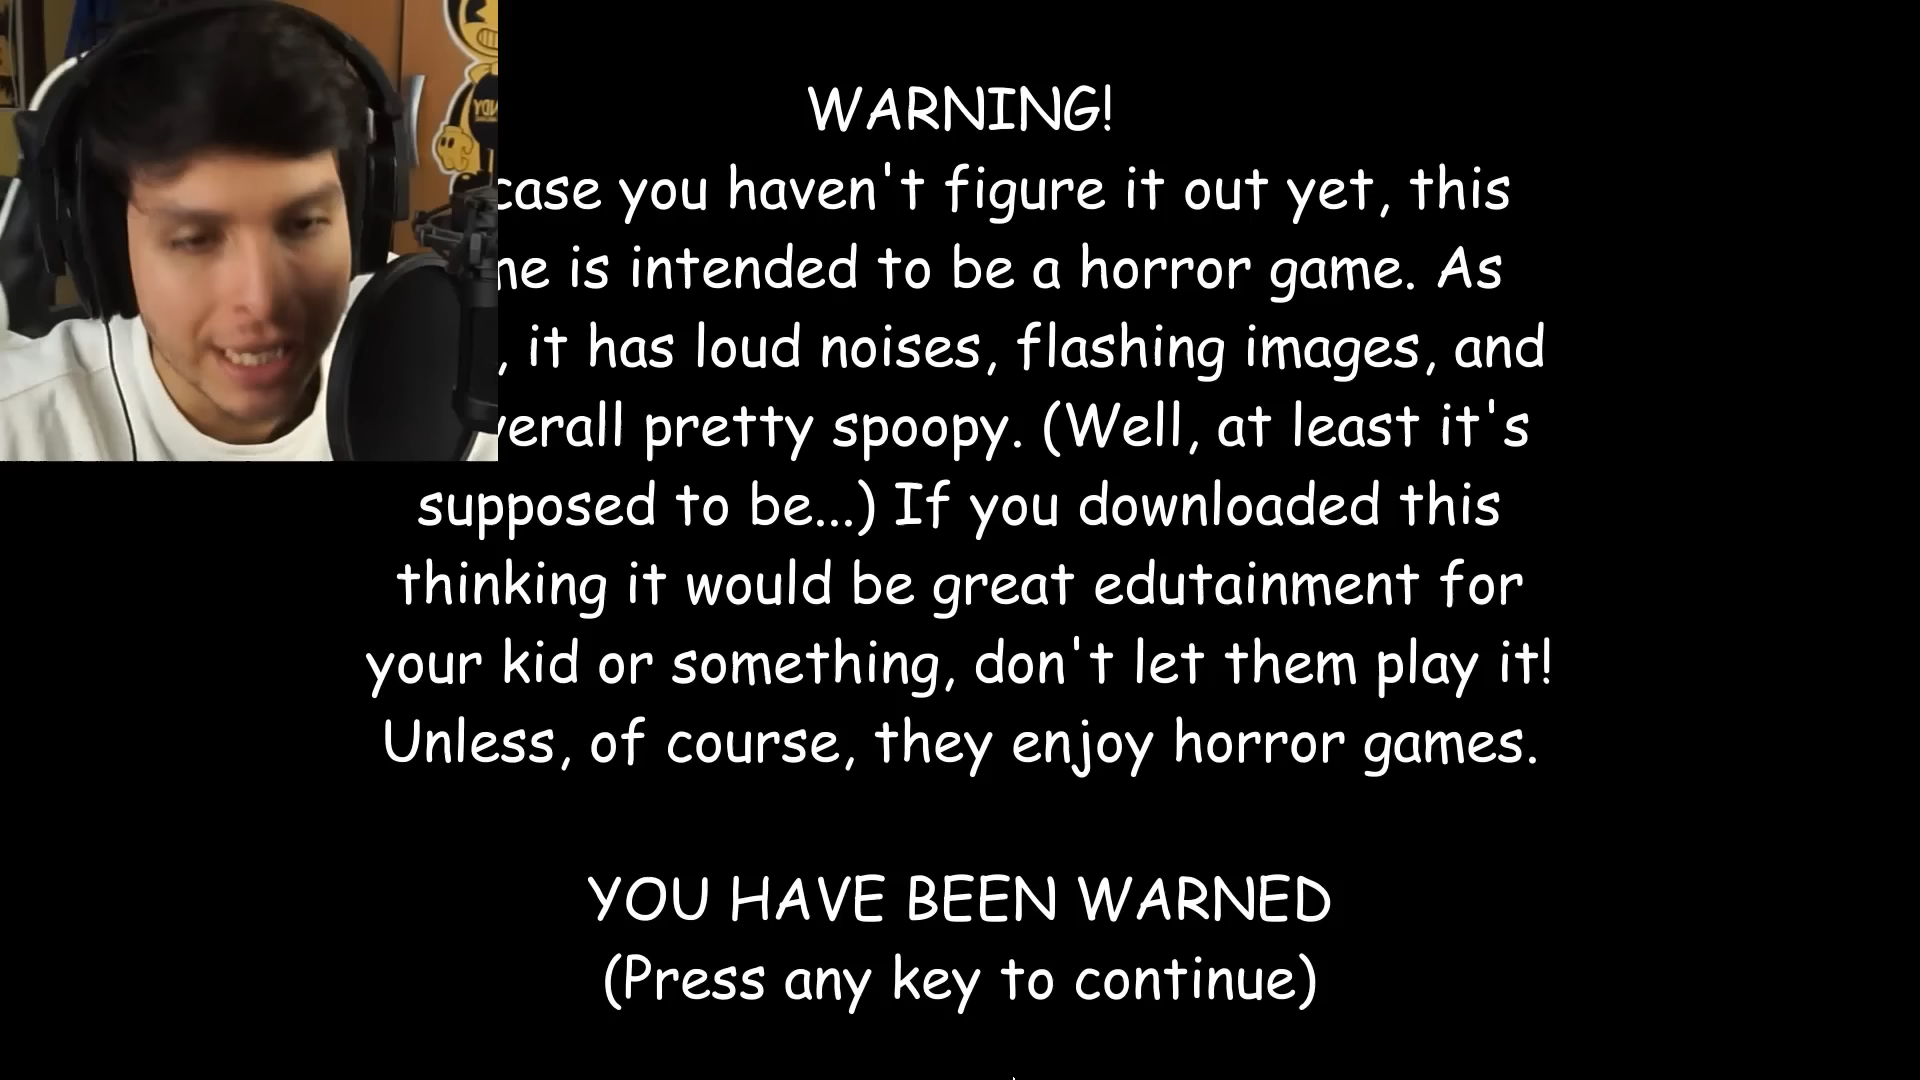 WARNING!
case you haven't figure it out yet, this
is intended to be a horror game. As
, it has loud noises, flashing images, and
pretty spoopy. (Well, at least it's
supposed to be...) If you downloaded this
thinking it would be great edutainment for
your kid or something, don't let them play it!
Unless, of course, they enjoy horror games.
YOU HAVE BEEN WARNED
(Press any key to continue)